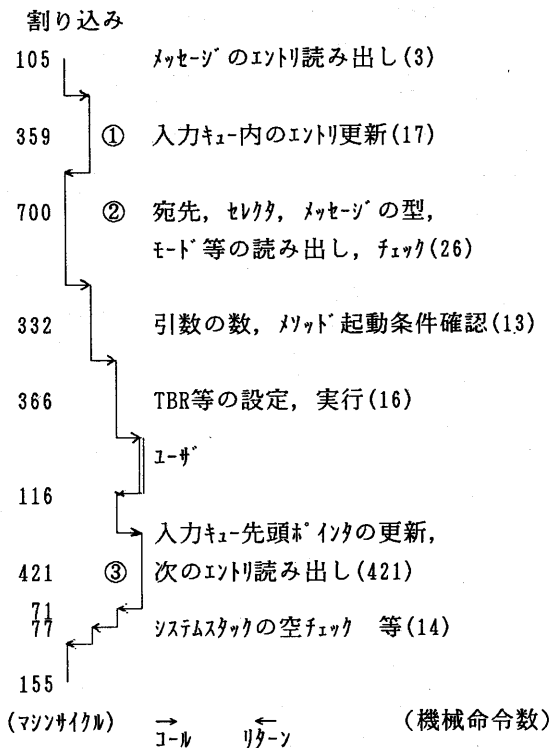 割り込み
105 ﾒｯｾｰｼﾞのｴﾝﾄﾘ読み出し(3)
359 ① 入力ｷｭｰ内のｴﾝﾄﾘ更新(17)
700 ② 宛先，ｾﾚｸﾀ，ﾒｯｾｰｼﾞの型，
ﾓｰﾄﾞ等の読み出し，ﾁｪｯｸ(26)
332 引数の数，ﾒｿｯﾄﾞ起動条件確認(13)
366 TBR等の設定，実行(16)
ﾕｰｻﾞ
116
入力ｷｭｰ先頭ﾎﾟｲﾝﾀの更新，
421 ③ 次のｴﾝﾄﾘ読み出し(421)
71
77 ｼｽﾃﾑｽﾀｯｸの空ﾁｪｯｸ 等(14)
155
(ﾏｼﾝｻｲｸﾙ) → ← (機械命令数)
ｺｰﾙ ﾘﾀｰﾝ